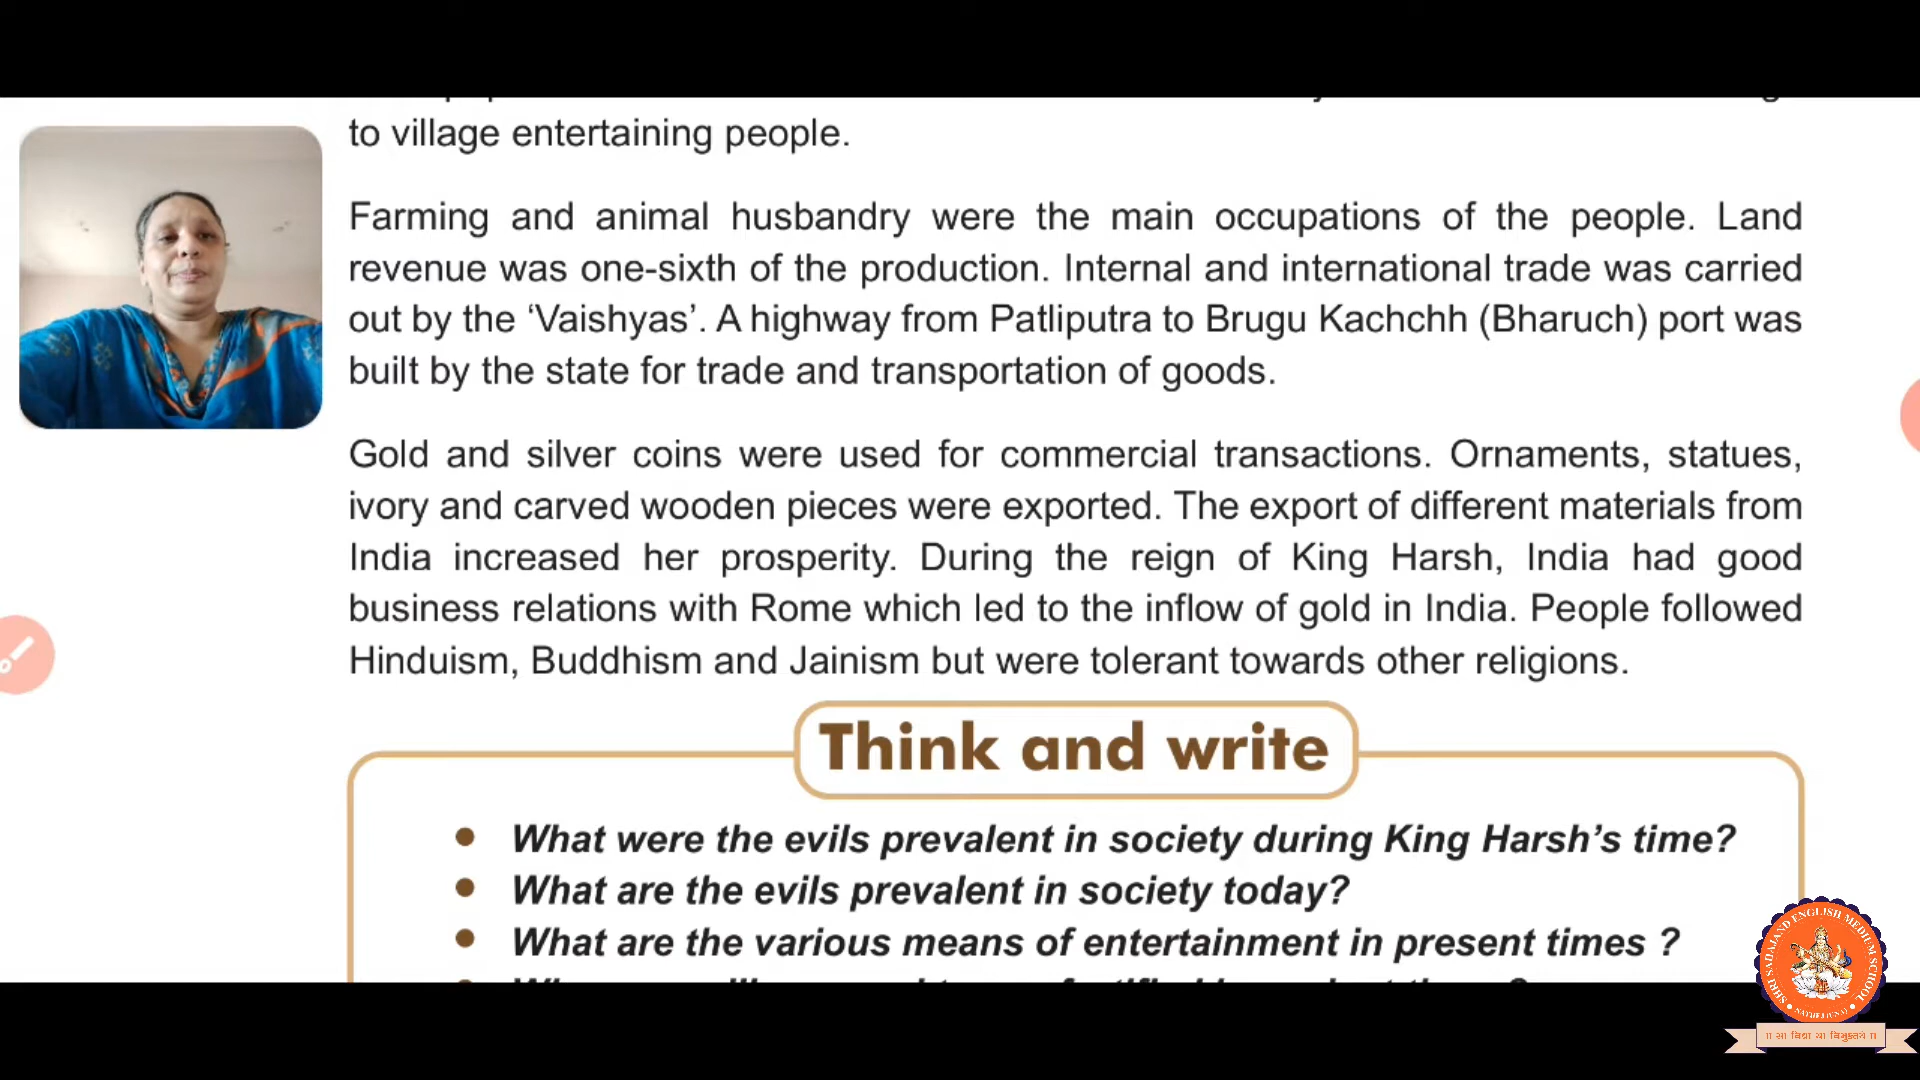 to village entertaining people.
Farming and animal husbandry were the main occupations of the people. Land
revenue was one-sixth of the production. Internal and international trade was carried
out by the ‘Vaishyas’. A highway from Patliputra to Brugu Kachchh (Bharuch) port was
built by the state for trade and transportation of goods.
Gold and silver coins were used for commercial transactions. Ornaments, statues,
ivory and carved wooden pieces were exported. The export of different materials from
India increased her prosperity. During the reign of King Harsh, India had good
business relations with Rome which led to the inflow of gold in India. People followed
Hinduism, Buddhism and Jainism but were tolerant towards other religions.
Think and write
• What were the evils prevalent in society during King Harsh’s time?
• What are the evils prevalent in society today?
• What are the various means of entertainment in present times ?
SHRI SADAJANAND ENGLISH MEDIUM SCHOOL
॥ सा विद्या या विमुक्तये ॥